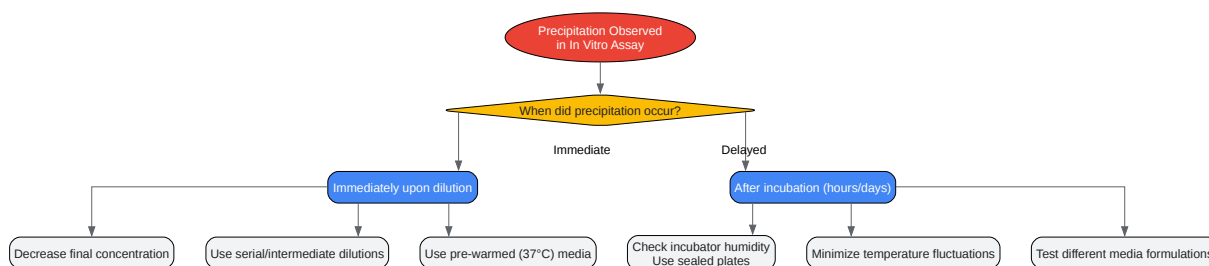 Precipitation Observed
in In Vitro Assay
When did precipitation occur?
Immediate
Delayed
Immediately upon dilution
After incubation (hours/days)
Decrease final concentration
Use serial/intermediate dilutions
Use pre-warmed (37°C) media
Check incubator humidity
Use sealed plates
Minimize temperature fluctuations
Test different media formulations